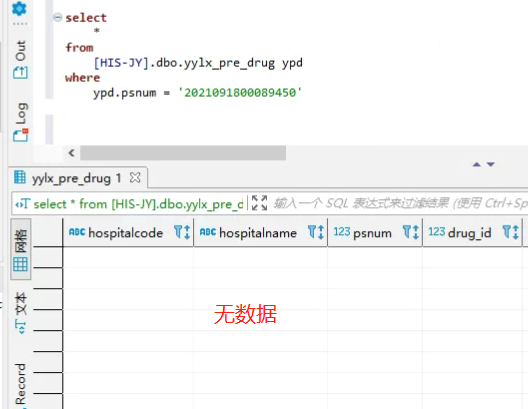 select
*
from
[HIS-JY].dbo.yylx_pre_drug ypd
where
ypd.psnum = '2021091800089450'
Out
Log
yylx_pre_drug 1
select * from [HIS-JY].dbo.yylx_pre_d
输入一个 SQL 表达式来过滤结果 (使用 Ctrl+Sp
ABC hospitalcode
ABC hospitalname
123 psnum
123 drug_id
网格
文本
Record
无数据